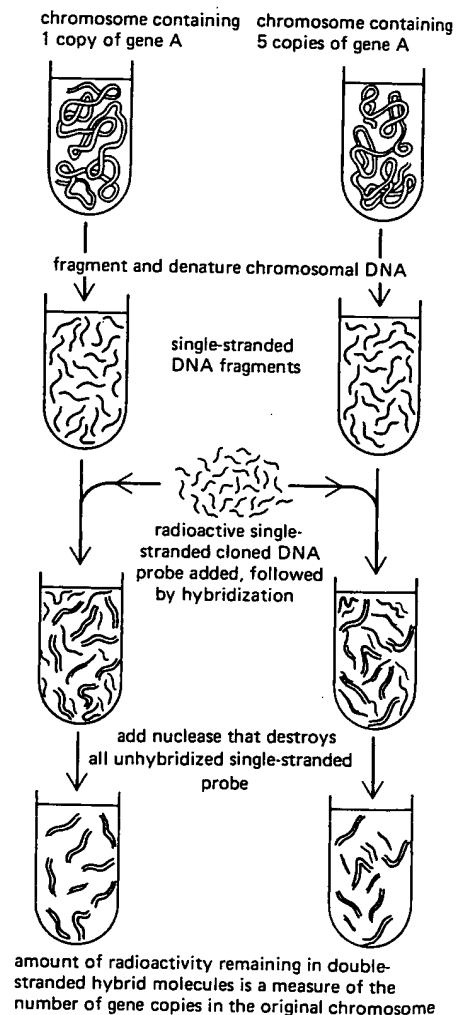 chromosome containing
1 copy of gene A
chromosome containing
5 copies of gene A
fragment and denature chromosomal DNA
single-stranded
DNA fragments
radioactive single-
stranded cloned DNA
probe added, followed
by hybridization
add nuclease that destroys
all unhybridized single-stranded
probe
amount of radioactivity remaining in double-
stranded hybrid molecules is a measure of the
number of gene copies in the original chromosome